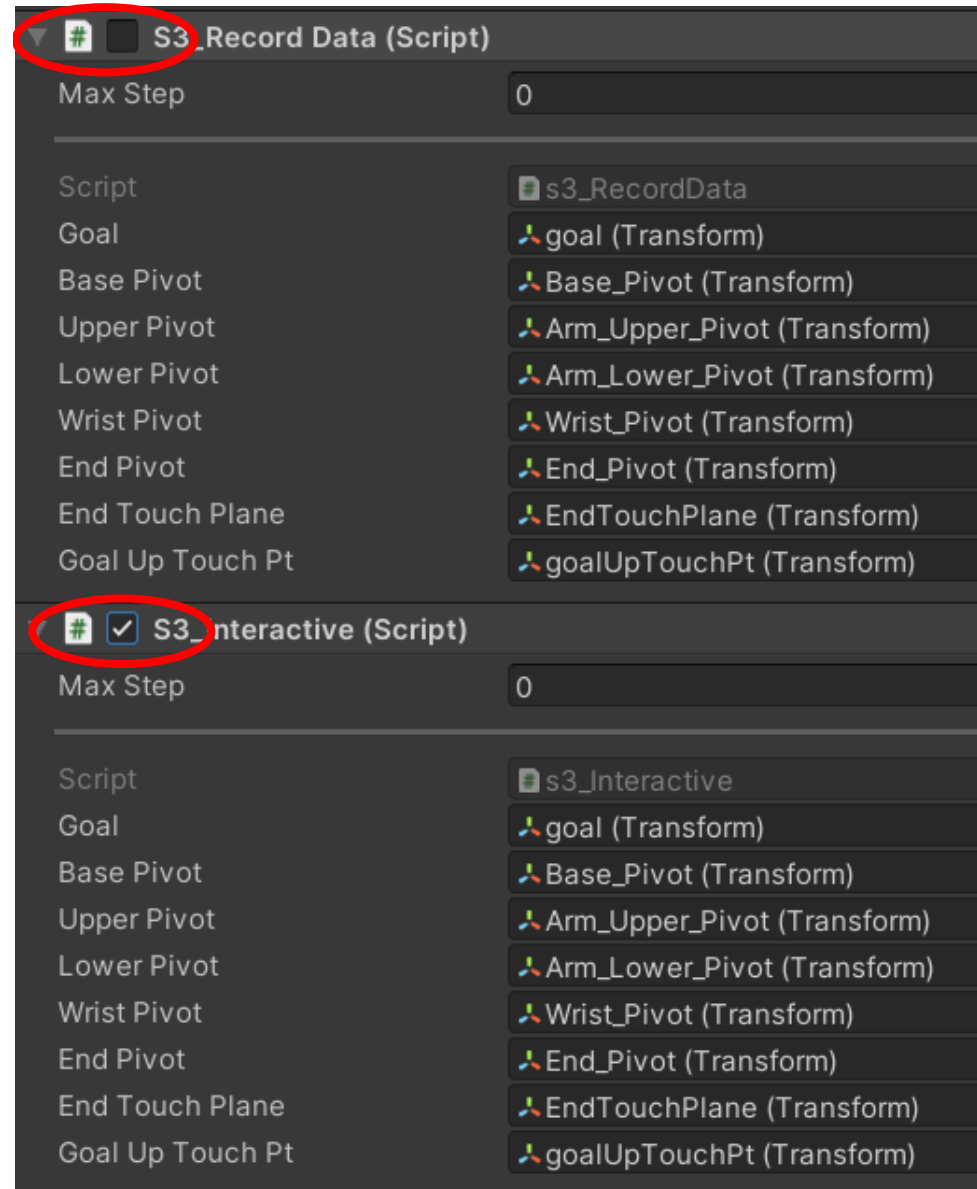 # S3_Record Data (Script)
Max Step 0
Script # s3_RecordData
Goal goal (Transform)
Base Pivot Base_Pivot (Transform)
Upper Pivot Arm_Upper_Pivot (Transform)
Lower Pivot Arm_Lower_Pivot (Transform)
Wrist Pivot Wrist_Pivot (Transform)
End Pivot End_Pivot (Transform)
End Touch Plane EndTouchPlane (Transform)
Goal Up Touch Pt goalUpTouchPt (Transform)
# S3_Interactive (Script)
Max Step 0
Script # s3_Interactive
Goal goal (Transform)
Base Pivot Base_Pivot (Transform)
Upper Pivot Arm_Upper_Pivot (Transform)
Lower Pivot Arm_Lower_Pivot (Transform)
Wrist Pivot Wrist_Pivot (Transform)
End Pivot End_Pivot (Transform)
End Touch Plane EndTouchPlane (Transform)
Goal Up Touch Pt goalUpTouchPt (Transform)